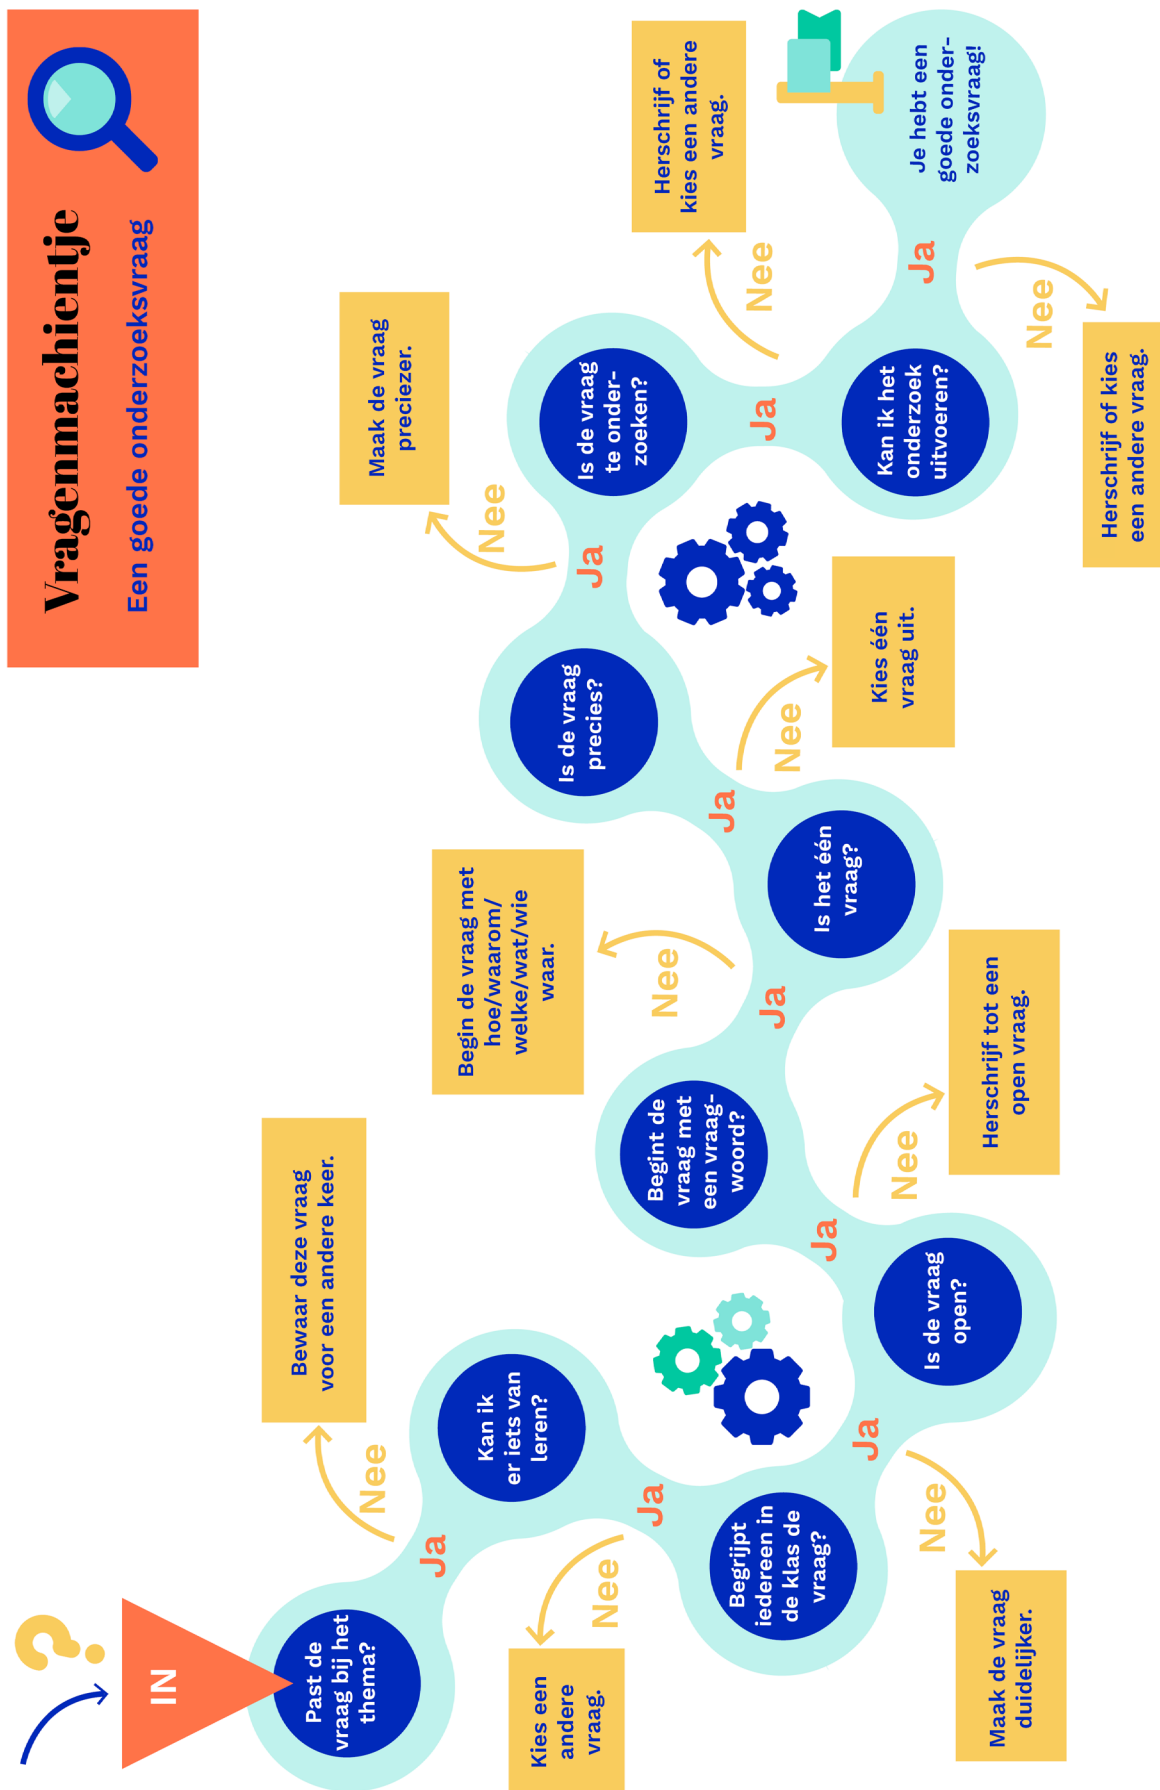 Vragenmachientje
Een goede onderzoeksvraag
?
IN
Past de
vraag bij het
thema?
Nee
Bewaar deze vraag
voor een andere keer.
Ja
Kan ik
er iets van
leren?
Nee
Kies een
andere
vraag.
Ja
Begrijpt
iedereen in
de klas de
vraag?
Nee
Maak de vraag
duidelijker.
Ja
Is de vraag
open?
Nee
Herschrijf tot een
open vraag.
Ja
Begint de
vraag met
een vraag-
woord?
Nee
Begin de vraag met
hoe/waarom/
welke/wat/wie
waar.
Ja
Is het één
vraag?
Nee
Kies één
vraag uit.
Ja
Is de vraag
precies?
Nee
Maak de vraag
preciezer.
Ja
Is de vraag
te onder-
zoeken?
Nee
Herschrijf of
kies een andere
vraag.
Ja
Kan ik het
onderzoek
uitvoeren?
Nee
Herschrijf of kies
een andere vraag.
Ja
Je hebt een
goede onder-
zoeksvraag!